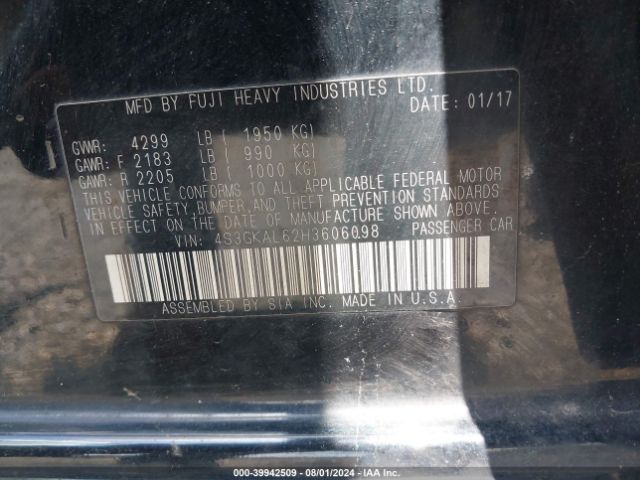 MFD BY FUJI HEAVY INDUSTRIES LTD.
DATE: 01/17
GVWR: 4299 LB ( 1950 KG)
GAWR: F 2183 LB ( 990 KG)
GAWR: R 2205 LB ( 1000 KG)
THIS VEHICLE CONFORMS TO ALL APPLICABLE FEDERAL MOTOR
VEHICLE SAFETY, BUMPER, AND THEFT PREVENTION STANDARDS
IN EFFECT ON THE DATE OF MANUFACTURE SHOWN ABOVE.
VIN: 4S3GKAL62H3606098 PASSENGER CAR
ASSEMBLED BY SIA INC. MADE IN U.S.A.
000-39942509 - 08/01/2024 - IAA Inc.